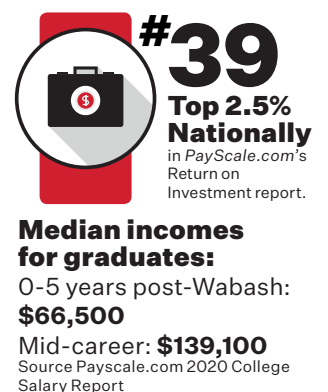 #39
Top 2.5%
Nationally
in PayScale.com's
Return on
Investment report.
$
Median incomes
for graduates:
0-5 years post-Wabash:
$66,500
Mid-career: $139,100
Source Payscale.com 2020 College
Salary Report